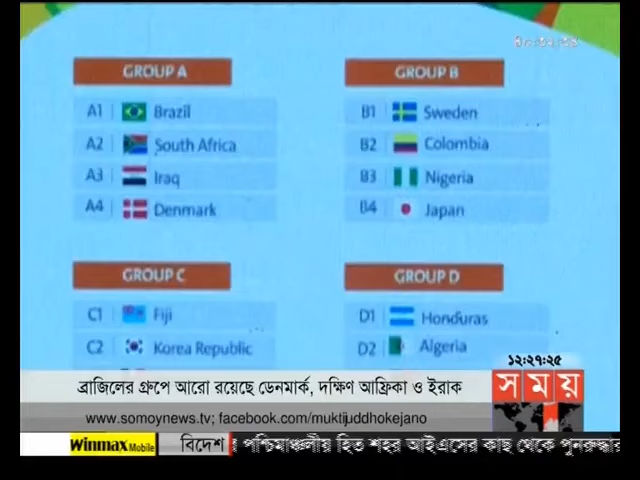 GROUP A
A1 Brazil
A2 South Africa
A3 Iraq
A4 Denmark
GROUP B
B1 Sweden
B2 Colombia
B3 Nigeria
B4 Japan
GROUP C
C1 Fiji
C2 Korea Republic
GROUP D
D1 Honduras
D2 Algeria
১২:২৭:২৫
ব্রাজিলের গ্রুপে আরো রয়েছে ডেনমার্ক, দক্ষিণ আফ্রিকা ও ইরাক
সময়
www.somoynews.tv; facebook.com/muktijuddhokejano
Winmax Mobile বিদেশ পশ্চিমাঞ্চলীয় হিত শহর আইএসের কাছ থেকে